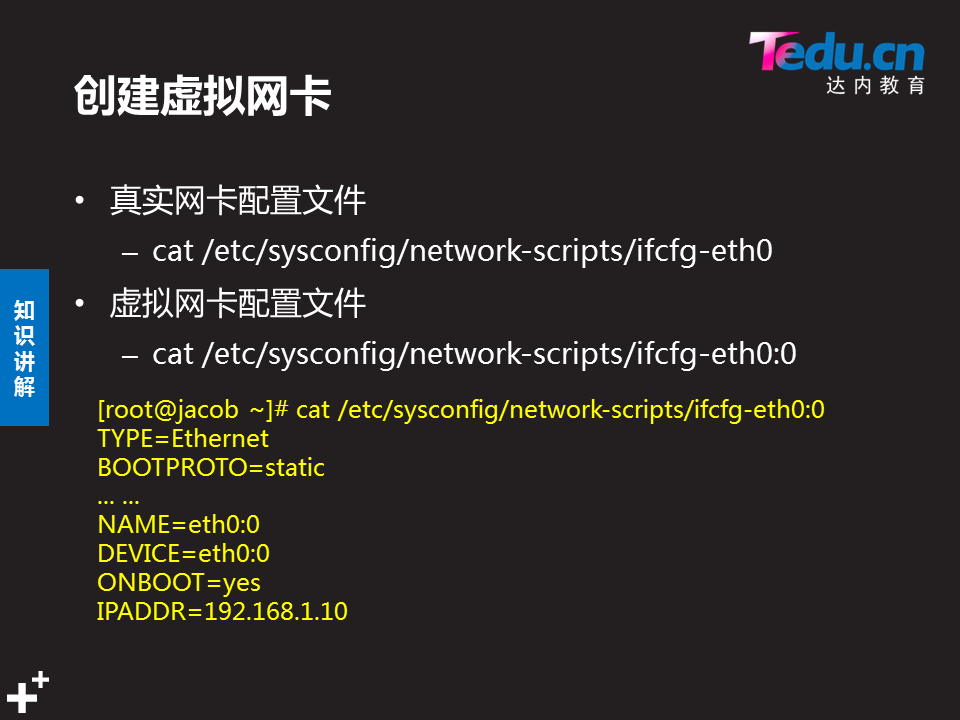 Tedu.cn
达内教育
创建虚拟网卡
• 真实网卡配置文件
– cat /etc/sysconfig/network-scripts/ifcfg-eth0
• 虚拟网卡配置文件
– cat /etc/sysconfig/network-scripts/ifcfg-eth0:0
知
识
讲
解
[root@jacob ~]# cat /etc/sysconfig/network-scripts/ifcfg-eth0:0
TYPE=Ethernet
BOOTPROTO=static
... ...
NAME=eth0:0
DEVICE=eth0:0
ONBOOT=yes
IPADDR=192.168.1.10